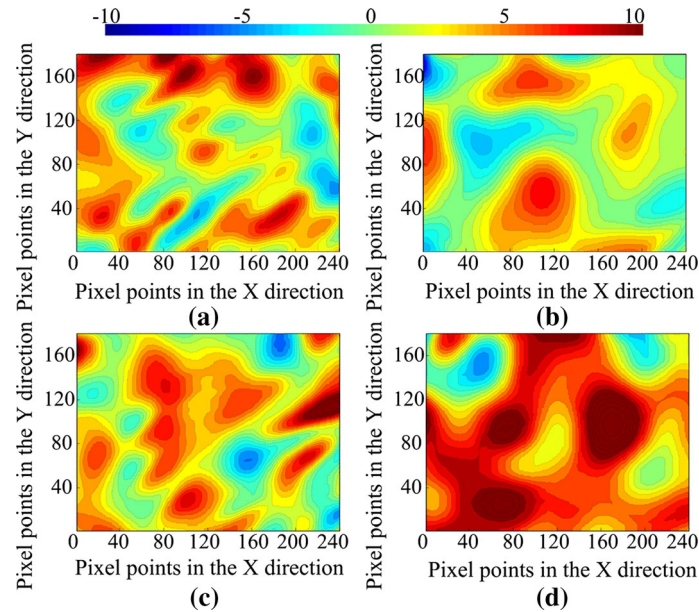 -10 -5 0 5 10
160
120
80
40
Pixel points in the Y direction
0 40 80 120 160 200 240
Pixel points in the X direction
(a)
160
120
80
40
Pixel points in the Y direction
0 40 80 120 160 200 240
Pixel points in the X direction
(b)
160
120
80
40
Pixel points in the Y direction
0 40 80 120 160 200 240
Pixel points in the X direction
(c)
160
120
80
40
Pixel points in the Y direction
0 40 80 120 160 200 240
Pixel points in the X direction
(d)